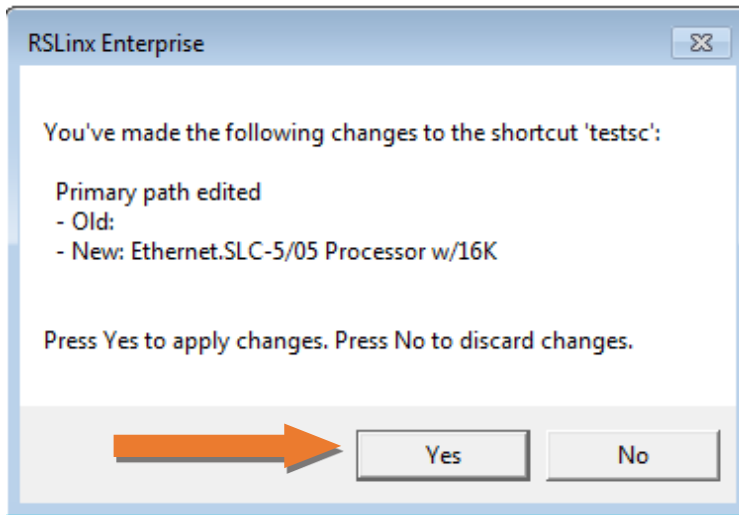 RSLinx Enterprise
You've made the following changes to the shortcut 'testsc':
Primary path edited
- Old:
- New: Ethernet.SLC-5/05 Processor w/16K
Press Yes to apply changes. Press No to discard changes.
Yes
No